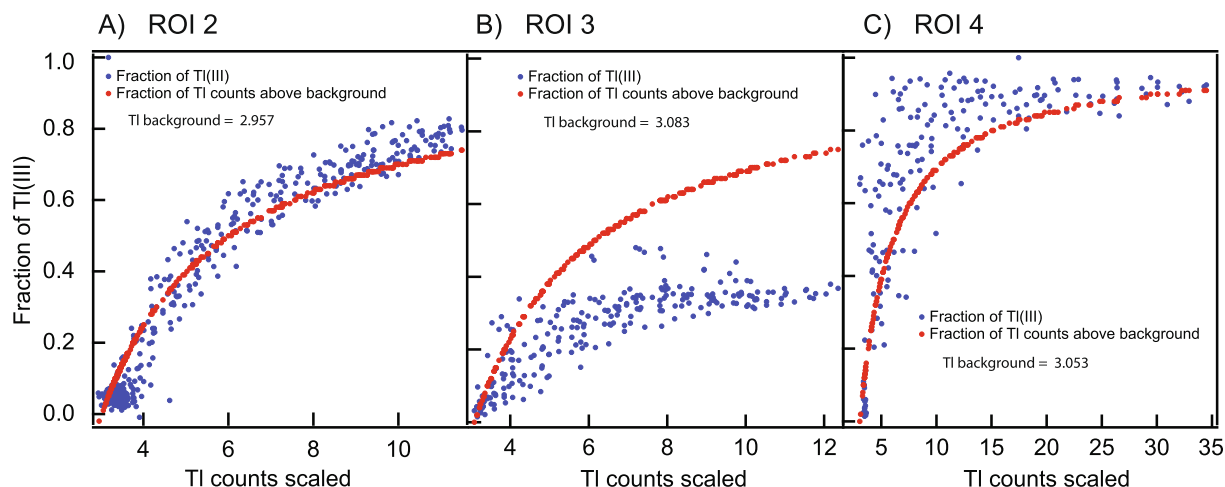 A) ROI 2
B) ROI 3
C) ROI 4
Fraction of Tl(III)
1.0
0.8
0.6
0.4
0.2
0.0
Fraction of Tl(III)
Fraction of Tl counts above background
Tl background = 2.957
4 6 8 10
Tl counts scaled
Fraction of Tl(III)
Fraction of Tl counts above background
Tl background = 3.083
4 6 8 10 12
Tl counts scaled
Fraction of Tl(III)
Fraction of Tl counts above background
Tl background = 3.053
5 10 15 20 25 30 35
Tl counts scaled